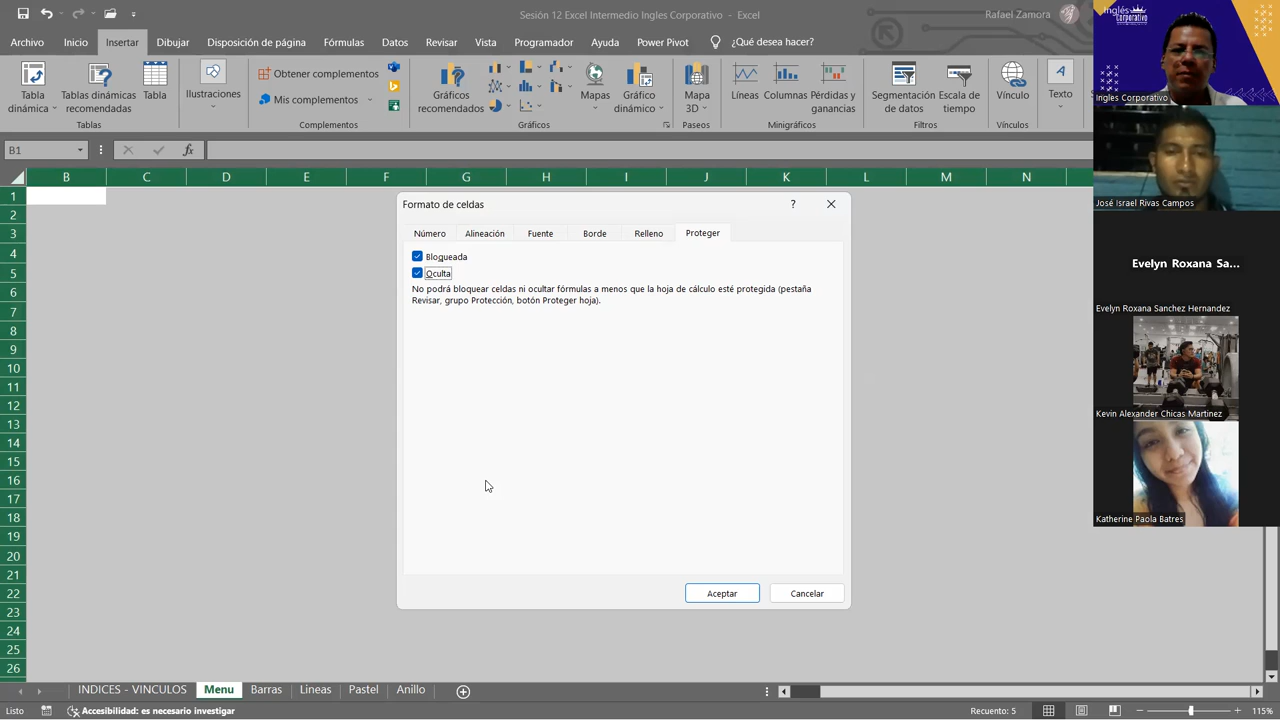 Sesión 12 Excel Intermedio Ingles Corporativo - Excel
Rafael Zamora
Archivo Inicio Insertar Dibujar Disposición de página Fórmulas Datos Revisar Vista Programador Ayuda Power Pivot ¿Qué desea hacer?
Tabla dinámica
Tablas dinámicas recomendadas
Tabla
Tablas
Ilustraciones
Obtener complementos
Mis complementos
Complementos
Gráficos recomendados
Mapas
Gráfico dinámico
Gráficos
Mapa 3D
Paseos
Líneas
Columnas
Pérdidas y ganancias
Minigráficos
Segmentación de datos
Escala de tiempo
Filtros
Vínculo
Vínculos
Texto
B1
fx
B C D E F G H I J K L M N
1
2
3
4
5
6
7
8
9
10
11
12
13
14
15
16
17
18
19
20
21
22
23
24
25
26
Formato de celdas
?
Número Alineación Fuente Borde Relleno Proteger
Bloqueada
Oculta
No podrá bloquear celdas ni ocultar fórmulas a menos que la hoja de cálculo esté protegida (pestaña
Revisar, grupo Protección, botón Proteger hoja).
Aceptar Cancelar
Inglés
Corporativo
Ingles Corporativo
José Israel Rivas Campos
Evelyn Roxana Sa...
Evelyn Roxana Sanchez Hernandez
Kevin Alexander Chicas Martinez
Katherine Paola Batres
INDICES - VINCULOS Menu Barras Lineas Pastel Anillo
Listo Accesibilidad: es necesario investigar Recuento: 5 115%